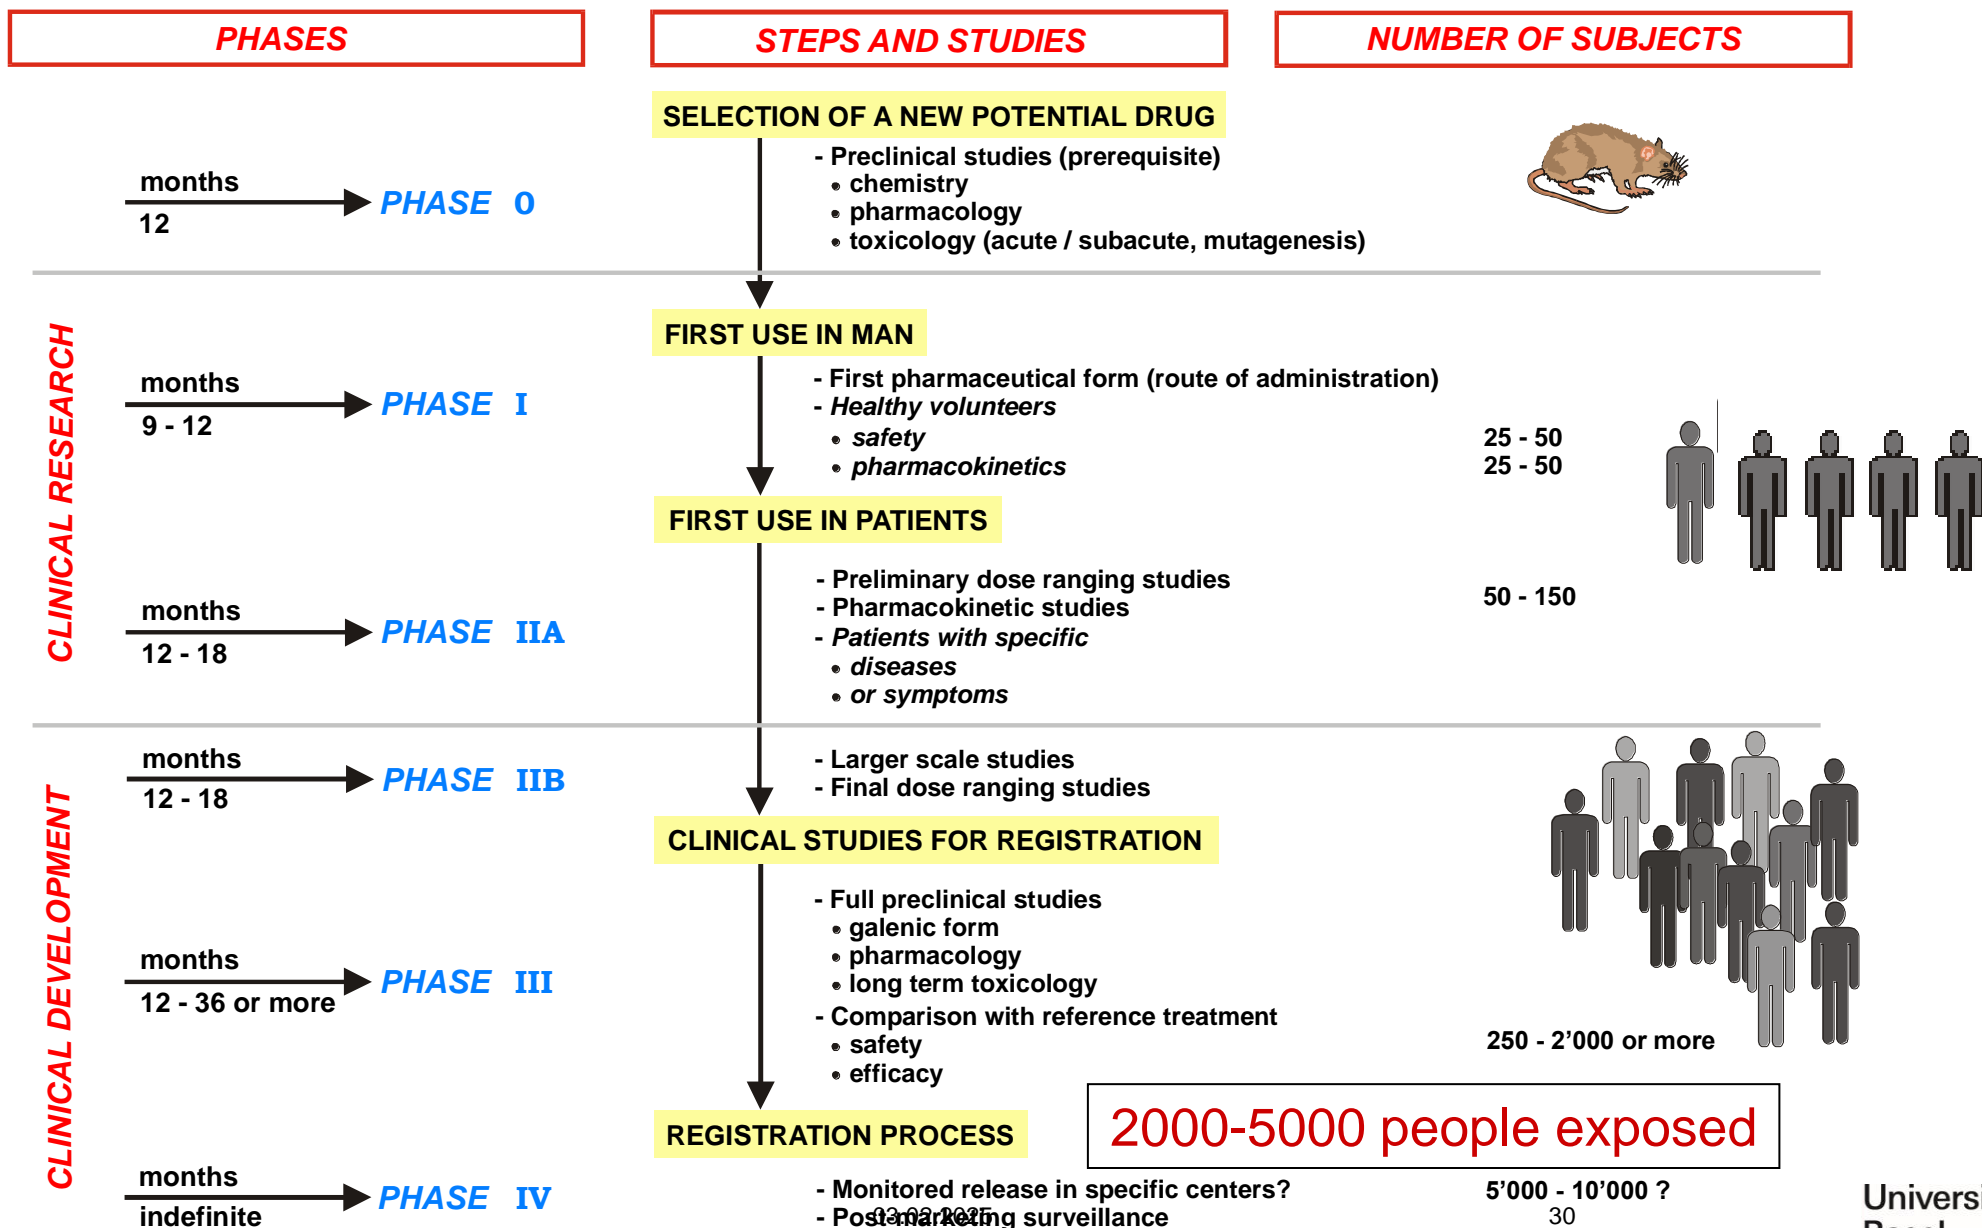 PHASES
STEPS AND STUDIES
NUMBER OF SUBJECTS
SELECTION OF A NEW POTENTIAL DRUG
- Preclinical studies (prerequisite)
• chemistry
• pharmacology
• toxicology (acute / subacute, mutagenesis)
months
12
PHASE 0
CLINICAL RESEARCH
FIRST USE IN MAN
months
9 - 12
PHASE I
- First pharmaceutical form (route of administration)
- Healthy volunteers
• safety
• pharmacokinetics
25 - 50
25 - 50
FIRST USE IN PATIENTS
months
12 - 18
PHASE IIA
- Preliminary dose ranging studies
- Pharmacokinetic studies
- Patients with specific
• diseases
• or symptoms
50 - 150
CLINICAL DEVELOPMENT
months
12 - 18
PHASE IIB
- Larger scale studies
- Final dose ranging studies
CLINICAL STUDIES FOR REGISTRATION
months
12 - 36 or more
PHASE III
- Full preclinical studies
• galenic form
• pharmacology
• long term toxicology
- Comparison with reference treatment
• safety
• efficacy
250 - 2’000 or more
REGISTRATION PROCESS
2000-5000 people exposed
months
indefinite
PHASE IV
- Monitored release in specific centers?
- Post-marketing surveillance
5’000 - 10’000 ?
03.02.2025
30
Universi